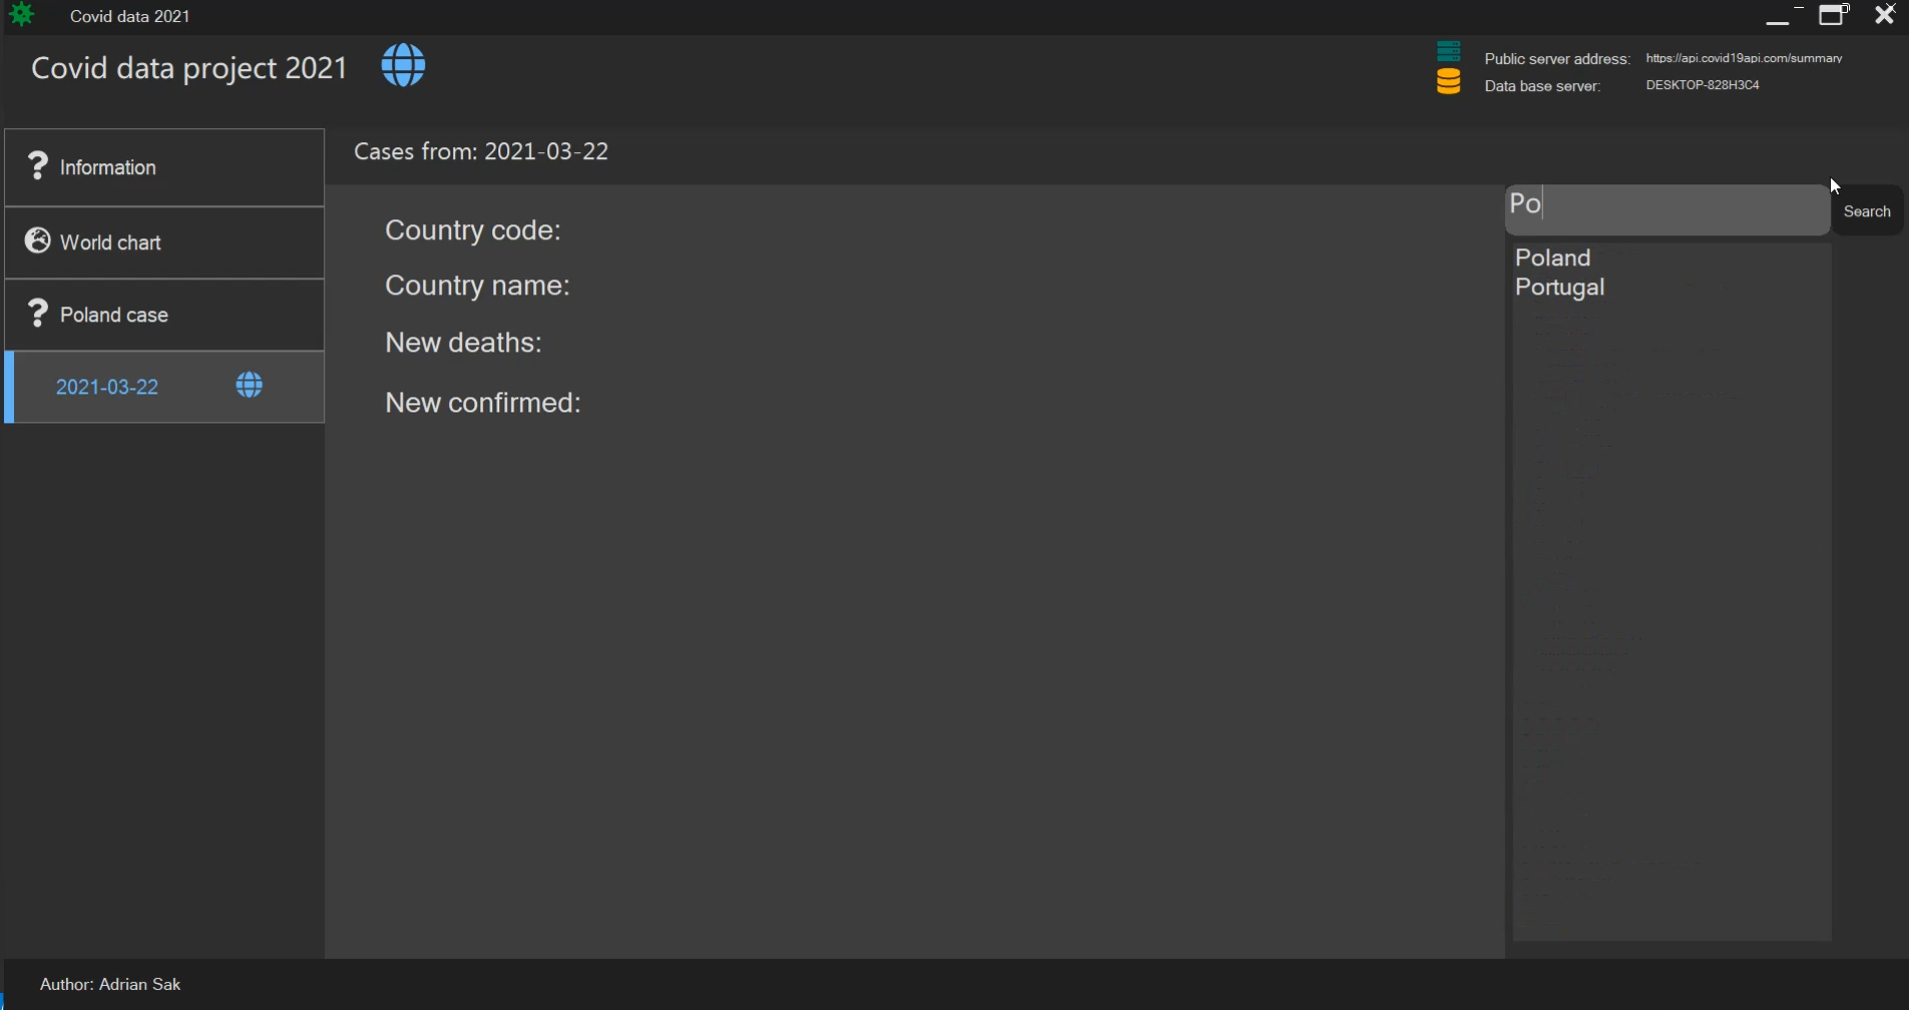 Covid data 2021
Covid data project 2021
Public server address: https://api.covid19api.com/summary
Data base server: DESKTOP-828H3C4
Information
World chart
Poland case
2021-03-22
Cases from: 2021-03-22
Country code:
Country name:
New deaths:
New confirmed:
Po
Search
Poland
Portugal
Author: Adrian Sak